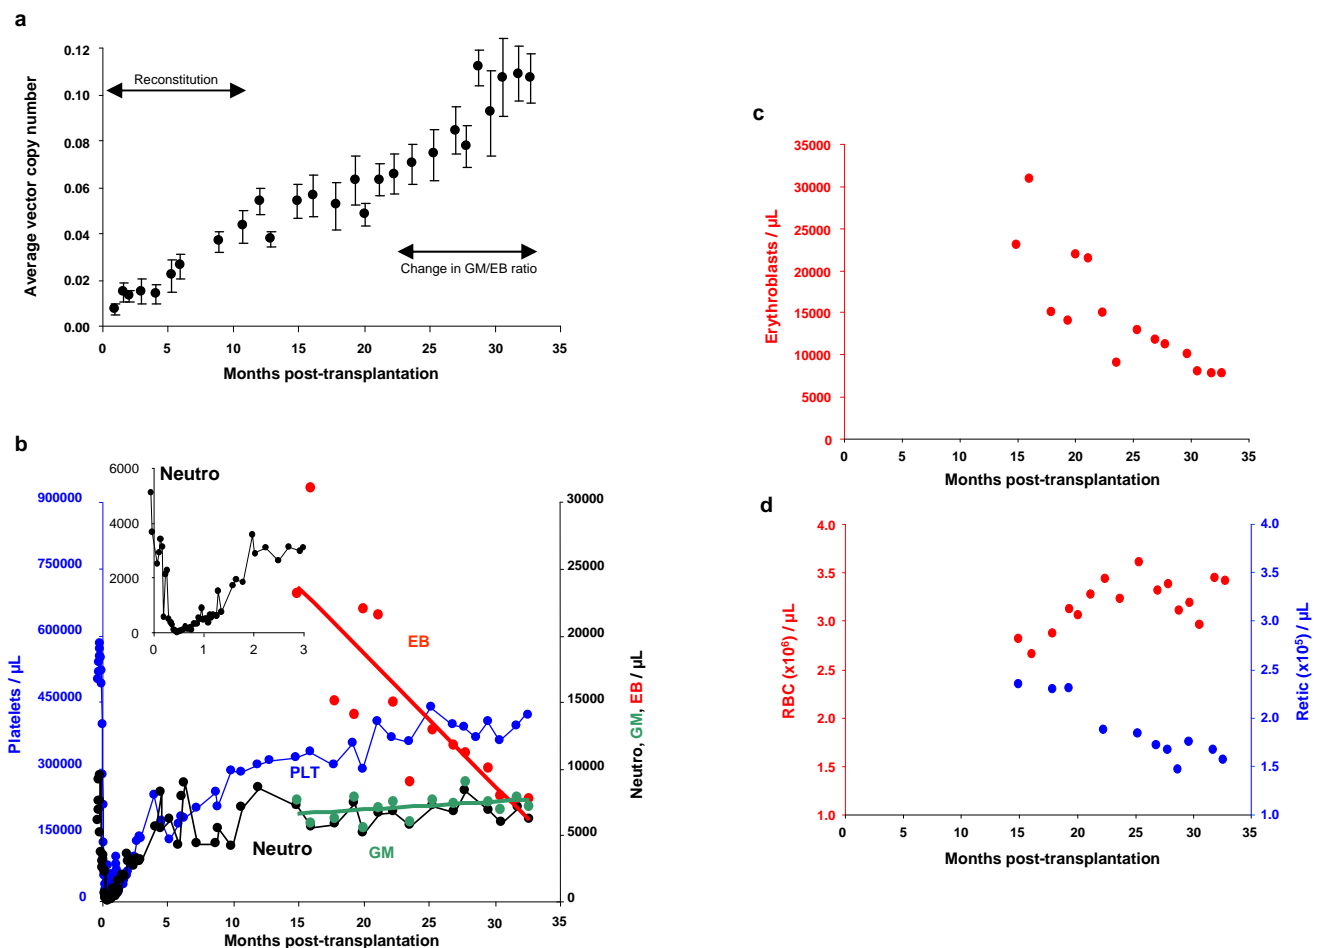 a
0.12
0.10
0.08
0.06
0.04
0.02
0.00
Average vector copy number
Reconstitution
Change in GM/EB ratio
0 5 10 15 20 25 30 35
Months post-transplantation
b
900000
750000
600000
450000
300000
150000
0
Platelets / µL
6000
4000
2000
0
Neutro
0 1 2 3
EB
PLT
Neutro
GM
30000
25000
20000
15000
10000
5000
0
Neutro, GM, EB / µL
0 5 10 15 20 25 30 35
Months post-transplantation
c
35000
30000
25000
20000
15000
10000
5000
0
Erythroblasts / µL
0 5 10 15 20 25 30 35
Months post-transplantation
d
4.0
3.5
3.0
2.5
2.0
1.5
1.0
RBC (x10⁶) / µL
4.0
3.5
3.0
2.5
2.0
1.5
1.0
Retic (x10⁵) / µL
0 5 10 15 20 25 30 35
Months post-transplantation